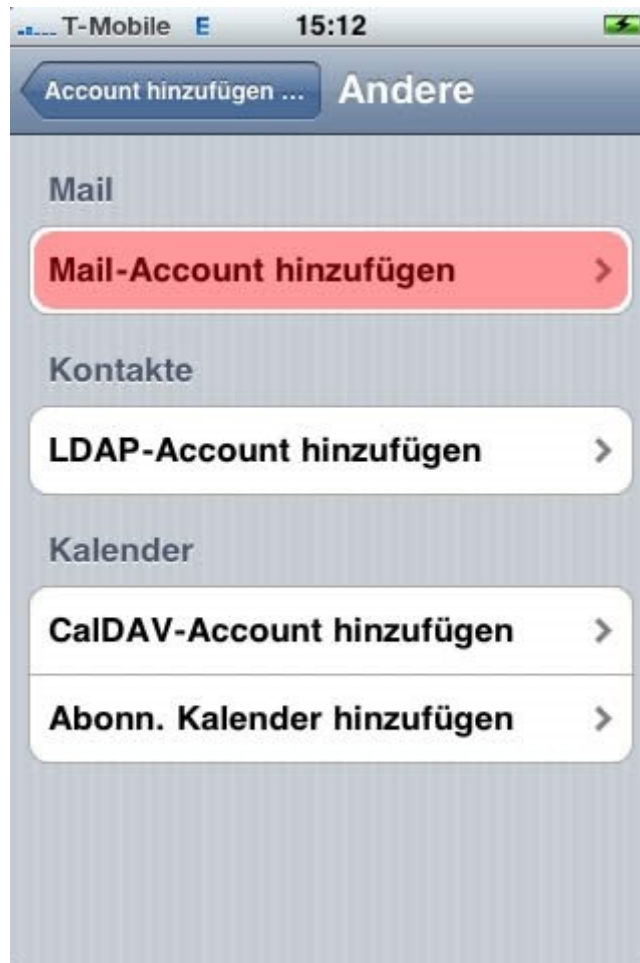 T-Mobile E 15:12
Account hinzufügen ... Andere
Mail
Mail-Account hinzufügen
Kontakte
LDAP-Account hinzufügen
Kalender
CalDAV-Account hinzufügen
Abonn. Kalender hinzufügen